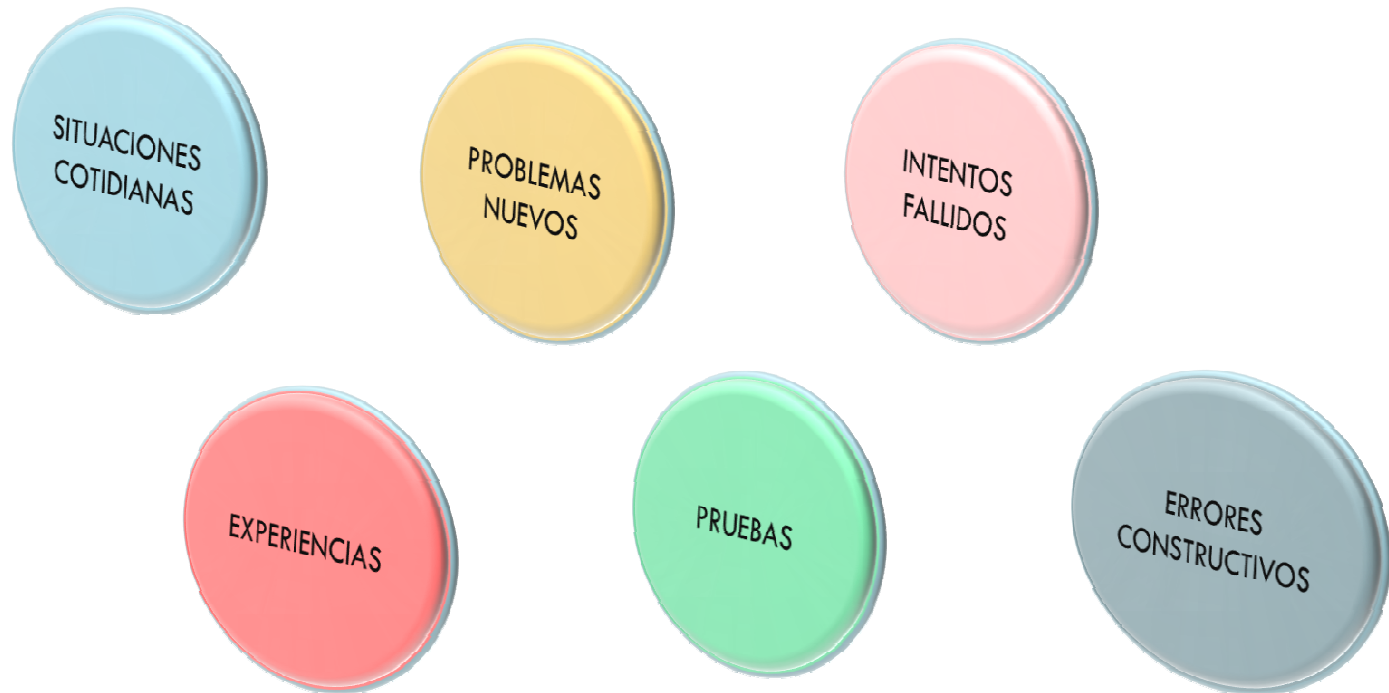 SITUACIONES
COTIDIANAS
PROBLEMAS
NUEVOS
INTENTOS
FALLIDOS
EXPERIENCIAS
PRUEBAS
ERRORES
CONSTRUCTIVOS